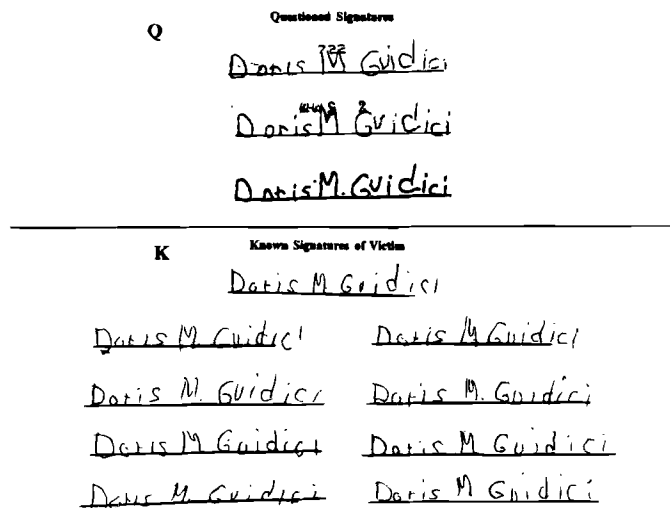 Questioned Signatures
Q
Doris M Guidici
Doris M Guidici
Doris M. Guidici
K Known Signatures of Victim
Doris M Guidici
Doris M. Guidici Doris M Guidici
Doris M. Guidici Doris M. Guidici
Doris M Guidici Doris M Guidici
Doris M. Guidici Doris M Guidici